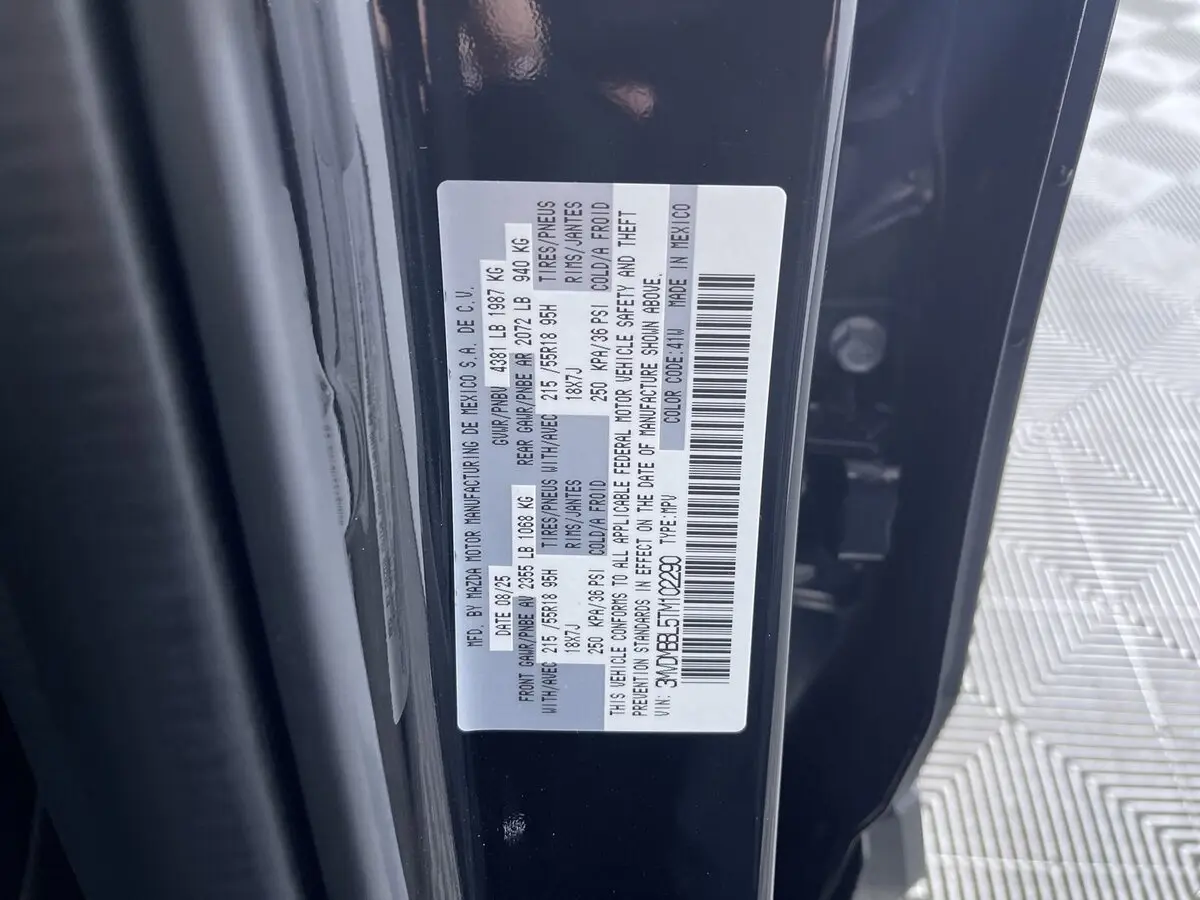 MFD. BY MAZDA MOTOR MANUFACTURING DE MEXICO S.A. DE C.V.
DATE 08/25 GVWR/PNBV 4381 LB 1987 KG
FRONT GAWR/PNBE AV 2355 LB 1068 KG REAR GAWR/PNBE AR 2072 LB 940 KG
WITH/AVEC 215 /55R18 95H TIRES/PNEUS WITH/AVEC 215 /55R18 95H TIRES/PNEUS
18X7J RIMS/JANTES 18X7J RIMS/JANTES
250 KPA/36 PSI COLD/A FROID 250 KPA/36 PSI COLD/A FROID
THIS VEHICLE CONFORMS TO ALL APPLICABLE FEDERAL MOTOR VEHICLE SAFETY AND THEFT
PREVENTION STANDARDS IN EFFECT ON THE DATE OF MANUFACTURE SHOWN ABOVE.
VIN: 3MVDMBBL5TM102290 TYPE:MPV COLOR CODE:41W MADE IN MEXICO